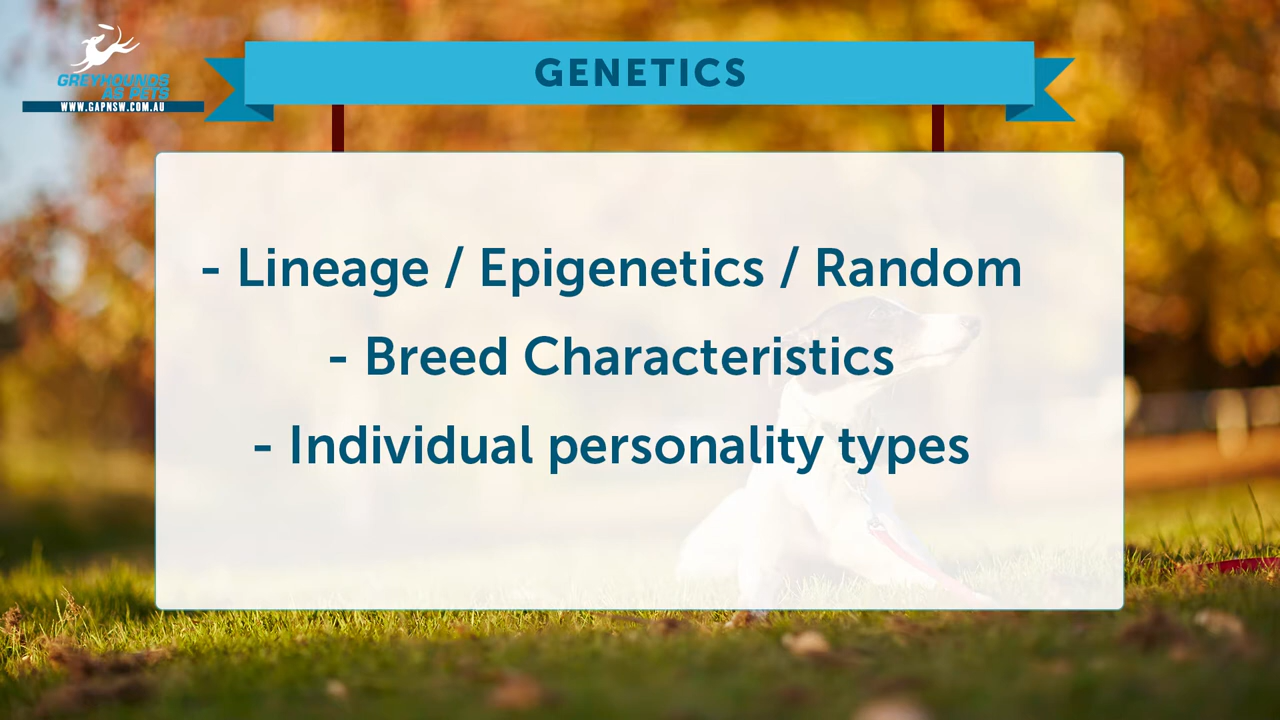 GREYHOUNDS
AS PETS
WWW.GAPNSW.COM.AU
GENETICS
- Lineage / Epigenetics / Random
- Breed Characteristics
- Individual personality types